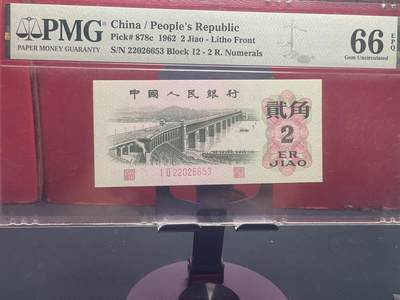 PMG
PAPER MONEY GUARANTY
China / People's Republic
Pick# 878c 1962 2 Jiao - Litho Front
S/N 22026653 Block 12 - 2 R. Numerals
66 EPQ
Gem Uncirculated
中國人民銀行
貳角
2
ER
JIAO
I II 22026653